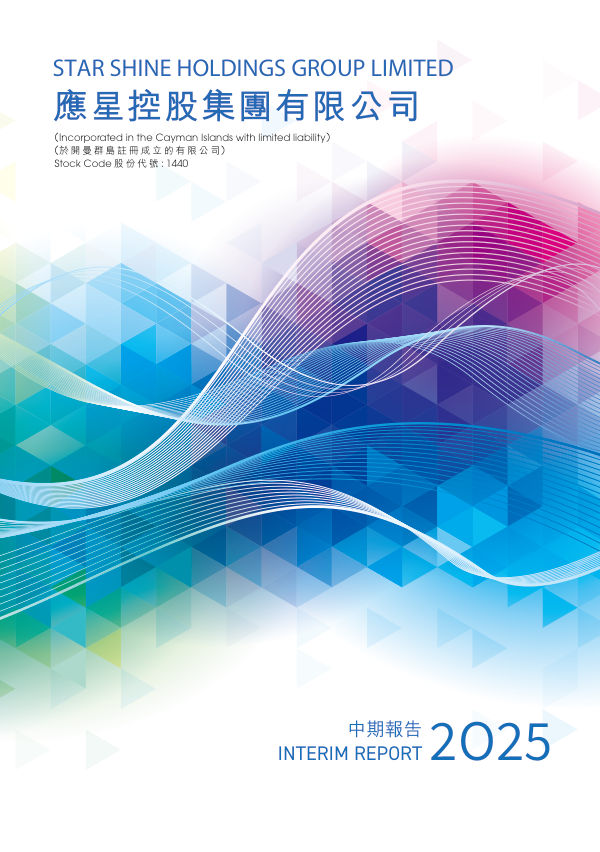 STAR SHINE HOLDINGS GROUP LIMITED
應星控股集團有限公司
(Incorporated in the Cayman Islands with limited liability)
(於開曼群島註冊成立的有限公司)
Stock Code 股份代號 : 1440
中期報告
INTERIM REPORT 2025